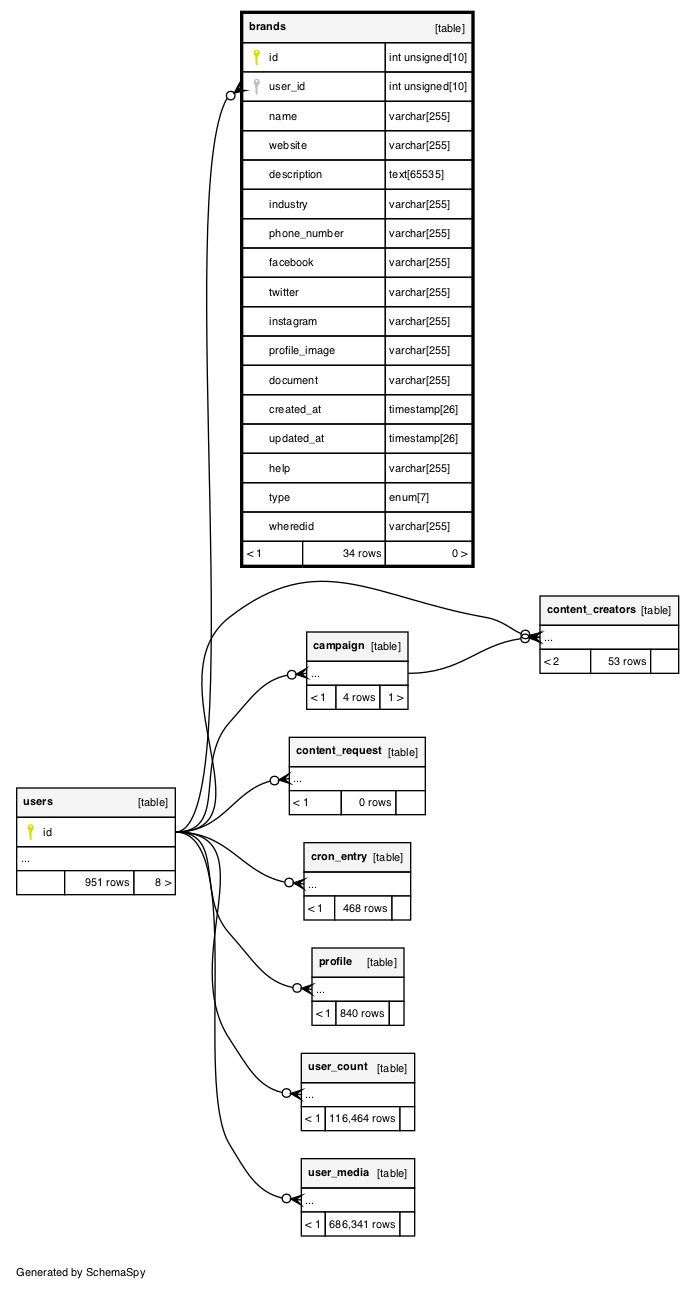 brands [table]
id int unsigned[10]
user_id int unsigned[10]
name varchar[255]
website varchar[255]
description text[65535]
industry varchar[255]
phone_number varchar[255]
facebook varchar[255]
twitter varchar[255]
instagram varchar[255]
profile_image varchar[255]
document varchar[255]
created_at timestamp[26]
updated_at timestamp[26]
help varchar[255]
type enum[7]
wheredid varchar[255]
< 1 34 rows 0 >
content_creators [table]
...
< 2 53 rows
campaign [table]
...
< 1 4 rows 1 >
content_request [table]
...
< 1 0 rows
users [table]
id
...
951 rows 8 >
cron_entry [table]
...
< 1 468 rows
profile [table]
...
< 1 840 rows
user_count [table]
...
< 1 116,464 rows
user_media [table]
...
< 1 686,341 rows
Generated by SchemaSpy